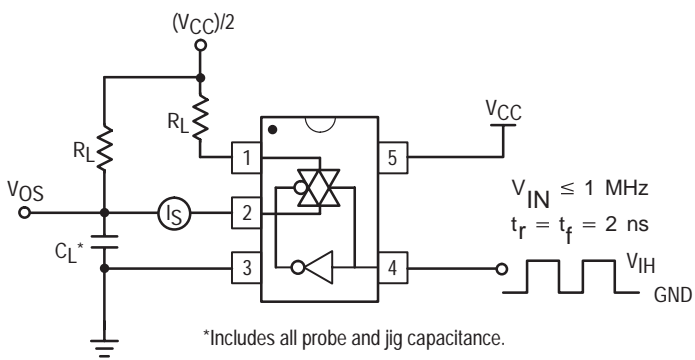 (VCC)/2
RL
RL
VCC
1
5
VOS
IS
2
VIN ≤ 1 MHz
tr = tf = 2 ns
CL*
3
4
VIH
GND
*Includes all probe and jig capacitance.